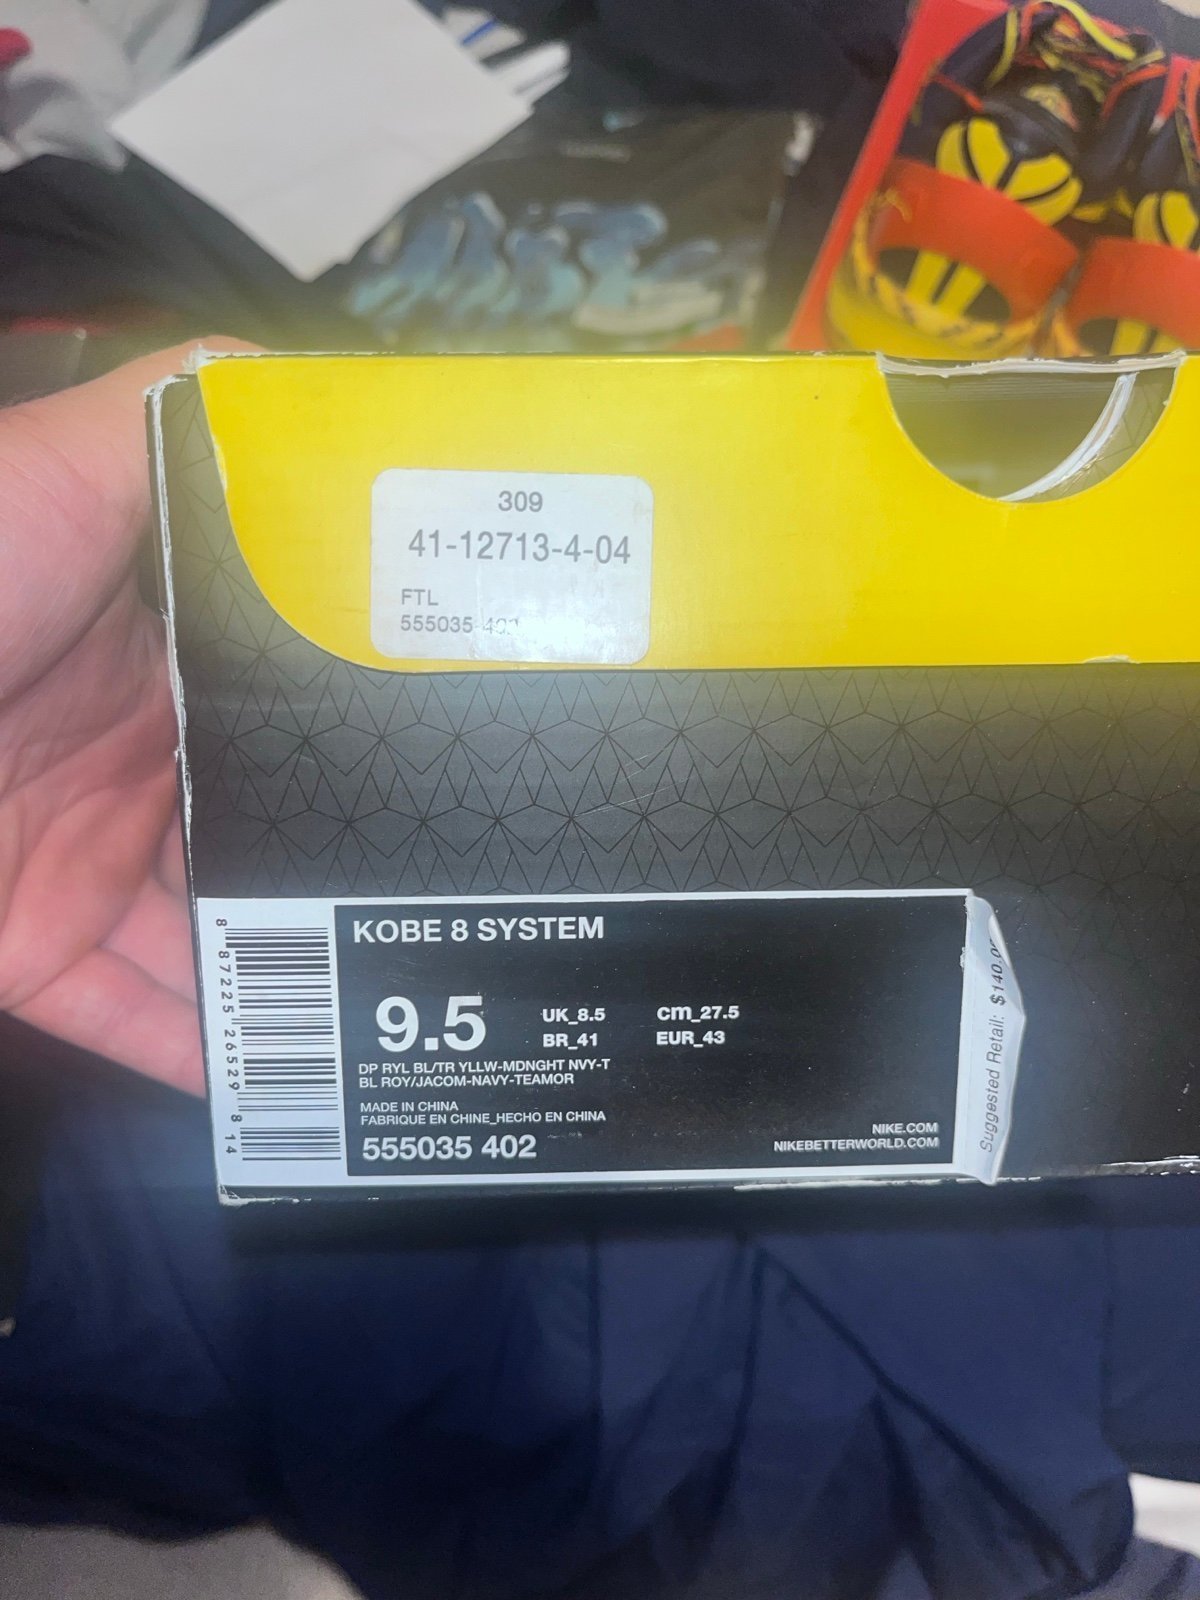 309
41-12713-4-04
FTL
555035
KOBE 8 SYSTEM
9.5
UK_8.5
cm_27.5
BR_41
EUR_43
DP RYL BL/TR YLLW-MDNGHT NVY-T
BL ROY/JACOM-NAVY-TEAMOR
MADE IN CHINA
FABRIQUE EN CHINE_HECHO EN CHINA
555035 402
NIKE.COM
NIKEBETTERWORLD.COM
8 87225 26529 8 14
Suggested Retail: